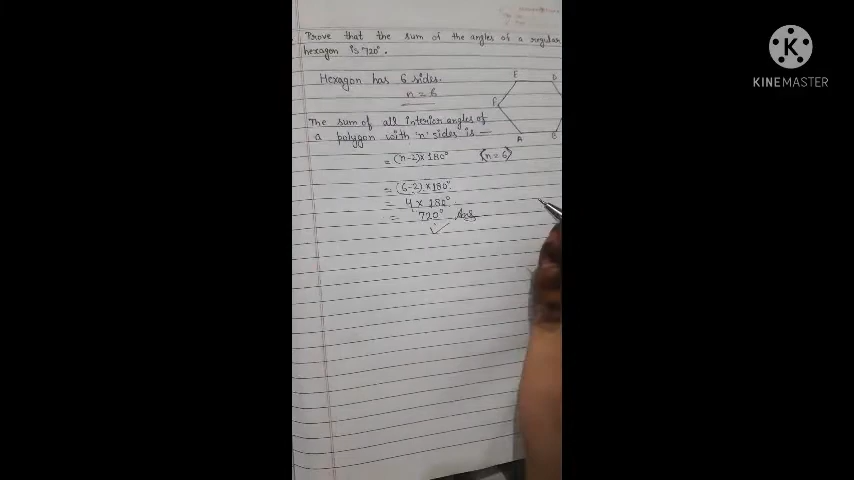 Prove that the sum of the angles of a regular
hexagon is 720°.
Hexagon has 6 sides.
n = 6
E D
F
A B
The sum of all interior angles of
a polygon with 'n' sides is —
= (n-2)×180° (n = 6)
= (6-2)×180°
= 4 × 180°
= 720° Ans
K
KINEMASTER